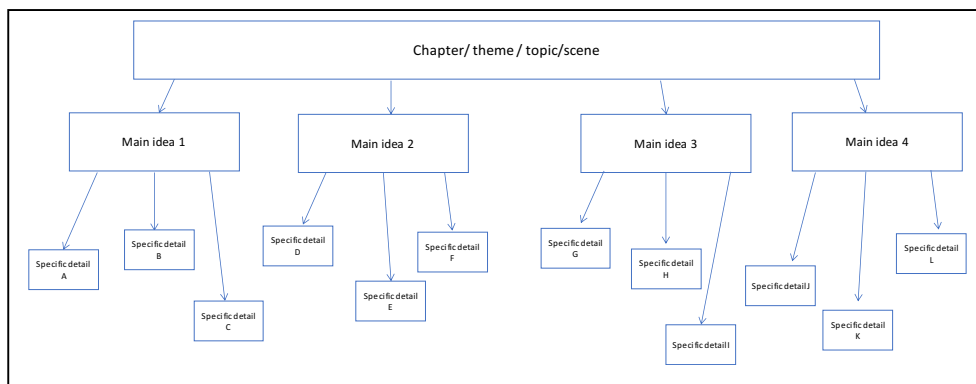 Chapter/ theme / topic/scene
Main idea 1
Main idea 2
Main idea 3
Main idea 4
Specific detail
A
Specific detail
B
Specific detail
C
Specific detail
D
Specific detail
E
Specific detail
F
Specific detail
G
Specific detail
H
Specific detail I
Specific detail J
Specific detail
K
Specific detail
L